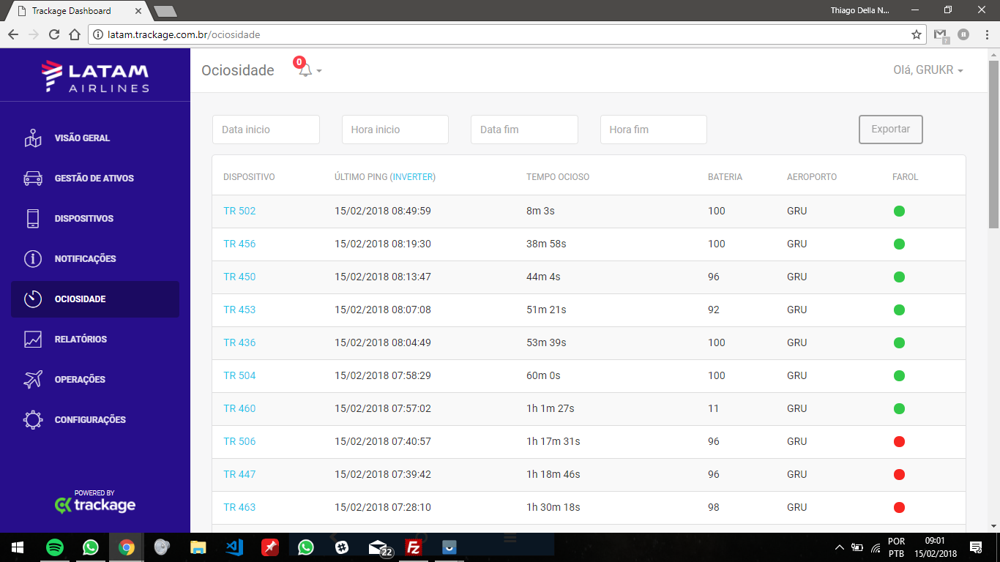 Trackage Dashboard
Thiago Della N...
latam.trackage.com.br/ociosidade
LATAM
AIRLINES
Ociosidade
0
Olá, GRUKR
VISÃO GERAL
GESTÃO DE ATIVOS
DISPOSITIVOS
NOTIFICAÇÕES
OCIOSIDADE
RELATÓRIOS
OPERAÇÕES
CONFIGURAÇÕES
POWERED BY
trackage
Data inicio Hora inicio Data fim Hora fim Exportar
DISPOSITIVO ÚLTIMO PING (INVERTER) TEMPO OCIOSO BATERIA AEROPORTO FAROL
TR 502 15/02/2018 08:49:59 8m 3s 100 GRU
TR 456 15/02/2018 08:19:30 38m 58s 100 GRU
TR 450 15/02/2018 08:13:47 44m 4s 96 GRU
TR 453 15/02/2018 08:07:08 51m 21s 92 GRU
TR 436 15/02/2018 08:04:49 53m 39s 100 GRU
TR 504 15/02/2018 07:58:29 60m 0s 100 GRU
TR 460 15/02/2018 07:57:02 1h 1m 27s 11 GRU
TR 506 15/02/2018 07:40:57 1h 17m 31s 96 GRU
TR 447 15/02/2018 07:39:42 1h 18m 46s 96 GRU
TR 463 15/02/2018 07:28:10 1h 30m 18s 98 GRU
22
Fz
POR
PTB
09:01
15/02/2018